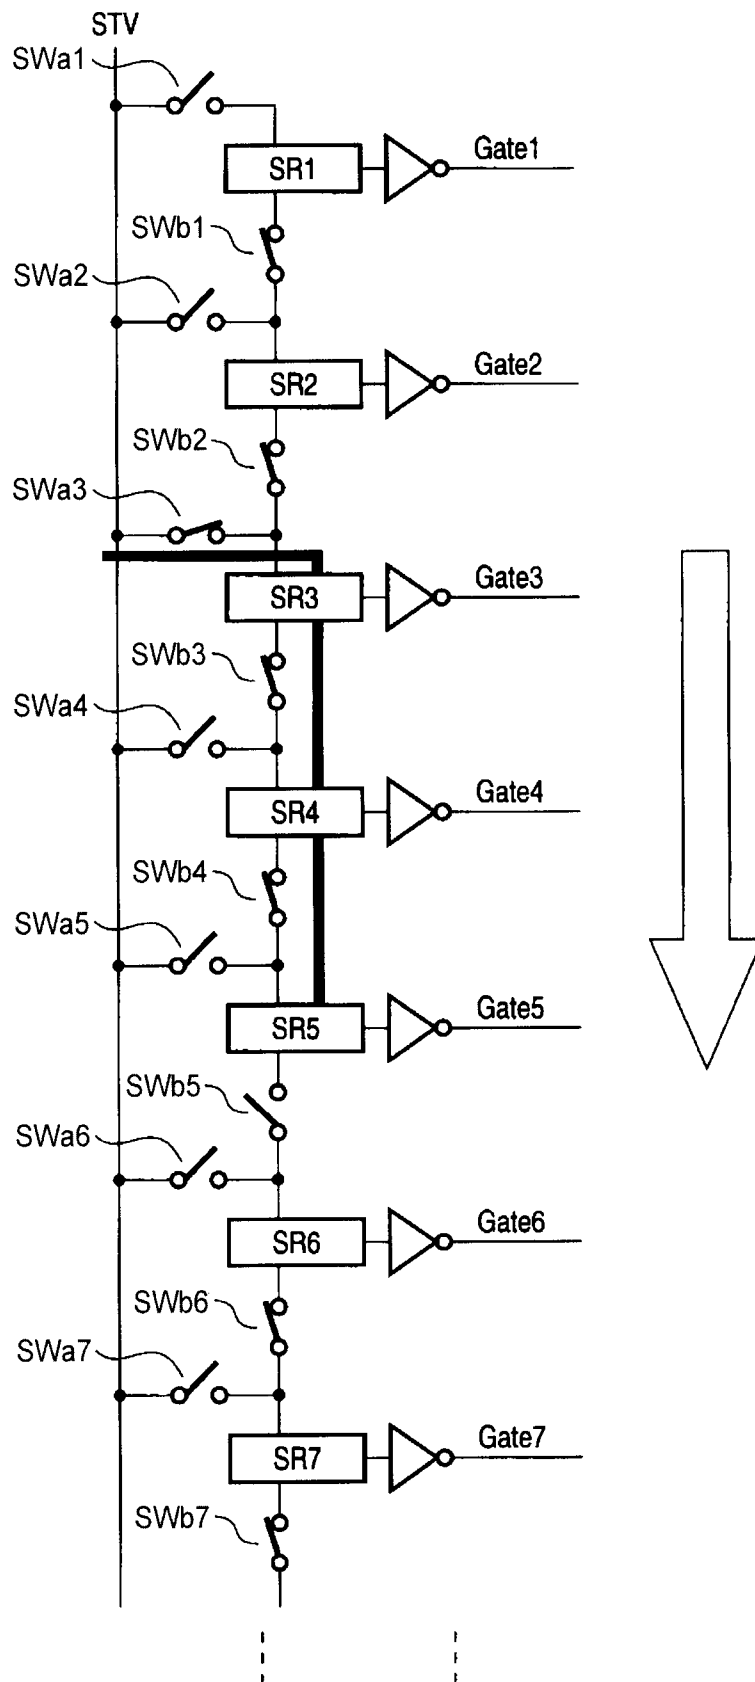 STV
SWa1
SR1
Gate1
SWb1
SWa2
SR2
Gate2
SWb2
SWa3
SR3
Gate3
SWb3
SWa4
SR4
Gate4
SWb4
SWa5
SR5
Gate5
SWb5
SWa6
SR6
Gate6
SWb6
SWa7
SR7
Gate7
SWb7